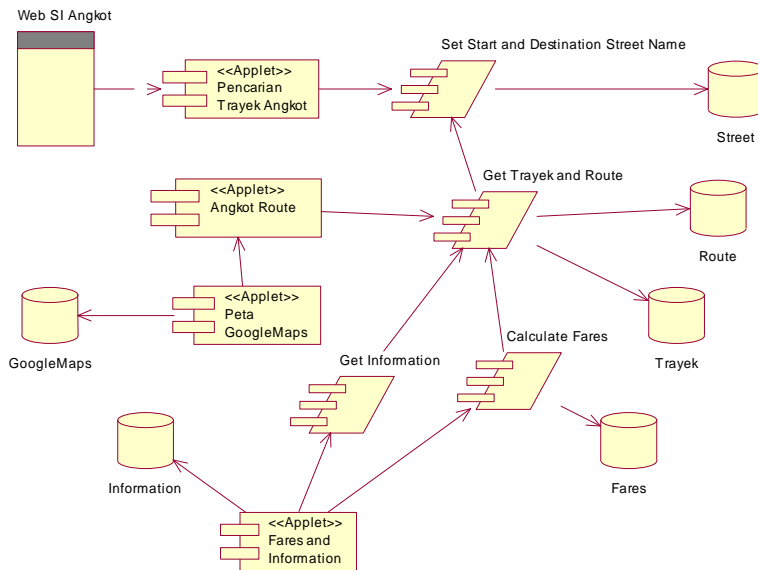 Web SI Angkot
Set Start and Destination Street Name
<<Applet>>
Pencarian
Trayek Angkot
Street
Get Trayek and Route
<<Applet>>
Angkot Route
Route
<<Applet>>
Peta
GoogleMaps
GoogleMaps
Calculate Fares
Trayek
Get Information
Information
Fares
<<Applet>>
Fares and
Information